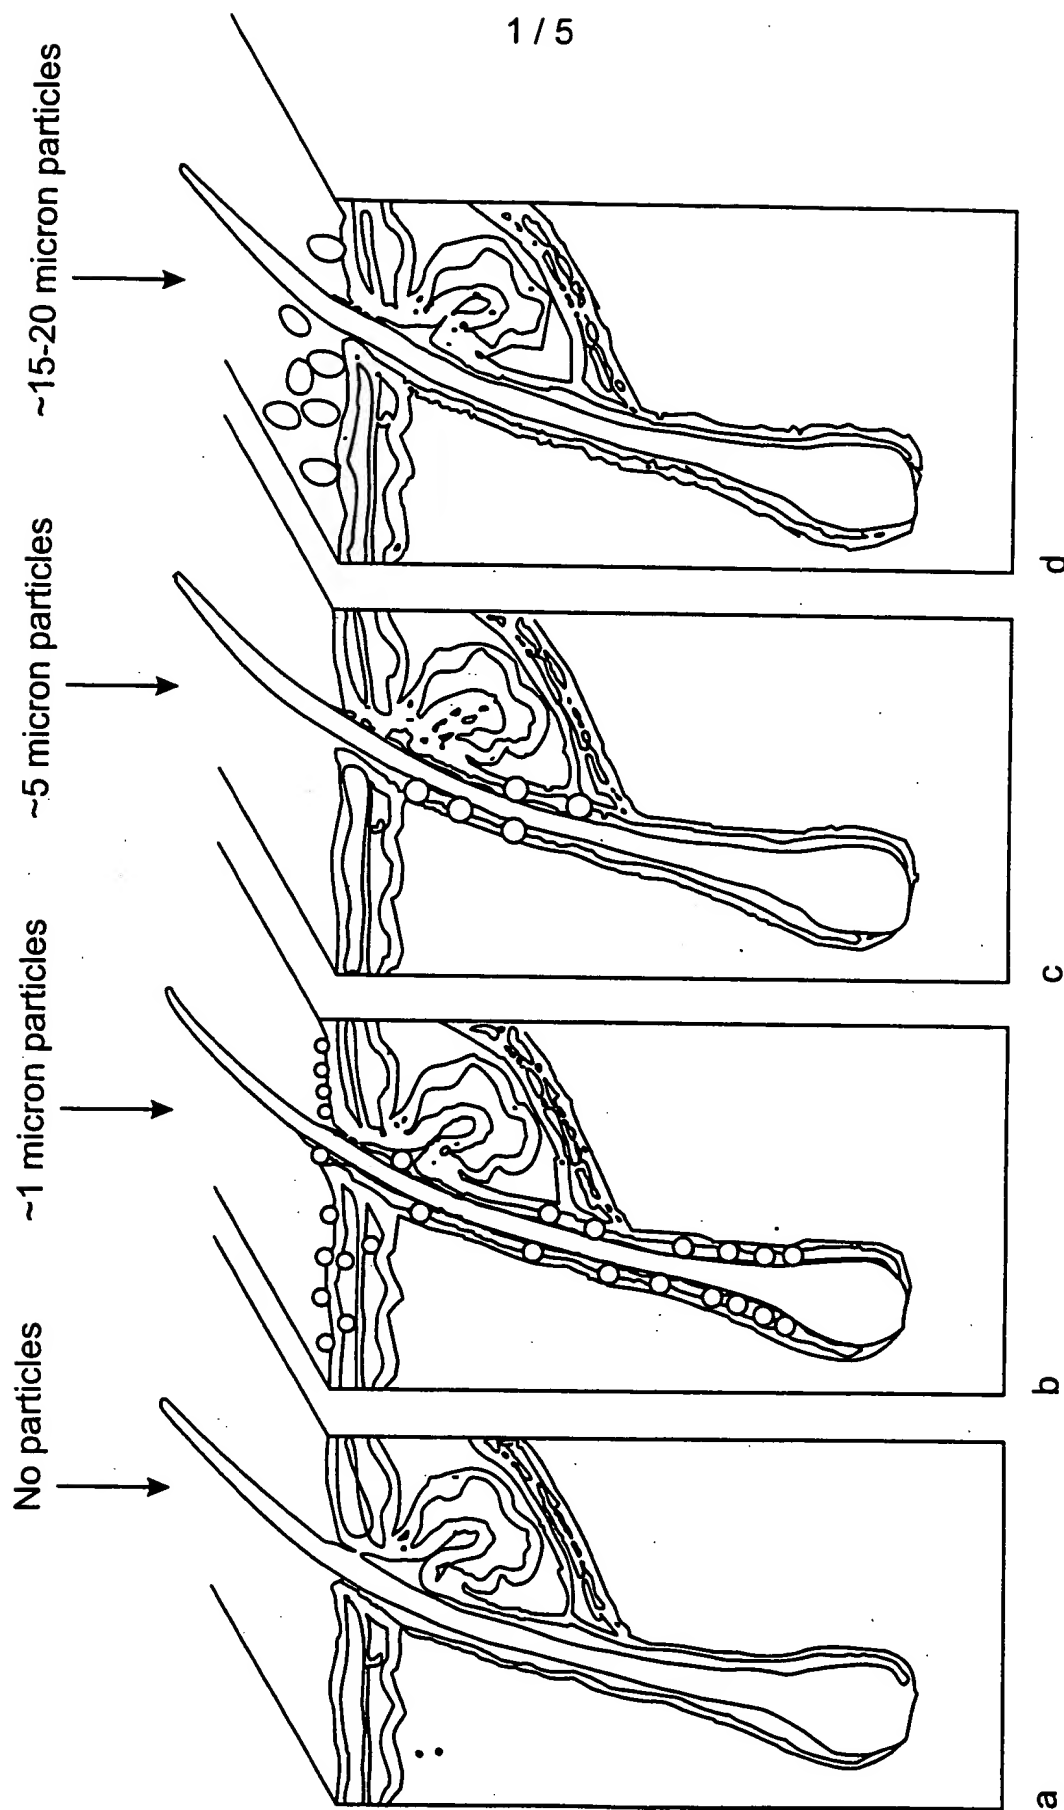 1 / 5
No particles
~1 micron particles
~5 micron particles
~15-20 micron particles
a
b
c
d